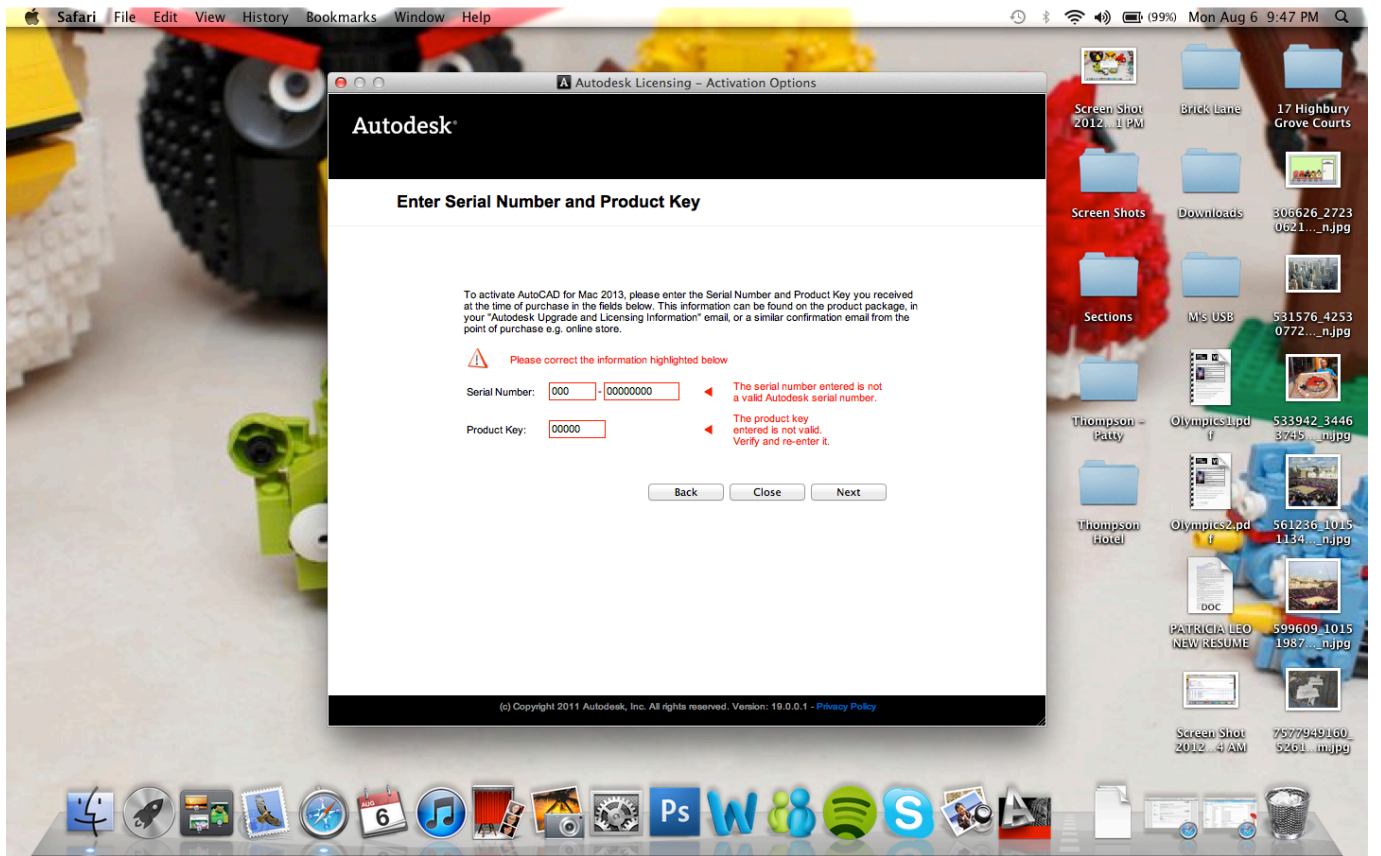 Safari File Edit View History Bookmarks Window Help (99%) Mon Aug 6 9:47 PM
Autodesk Licensing – Activation Options
Autodesk
Enter Serial Number and Product Key
To activate AutoCAD for Mac 2013, please enter the Serial Number and Product Key you received
at the time of purchase in the fields below. This information can be found on the product package, in
your "Autodesk Upgrade and Licensing Information" email, or a similar confirmation email from the
point of purchase e.g. online store.
Please correct the information highlighted below
Serial Number: 000 - 00000000
The serial number entered is not
a valid Autodesk serial number.
Product Key: 00000
The product key
entered is not valid.
Verify and re-enter it.
Back Close Next
(c) Copyright 2011 Autodesk, Inc. All rights reserved. Version: 19.0.0.1 - Privacy Policy
Screen Shot
2012...1 PM
Brick Lane
17 Highbury
Grove Courts
Screen Shots
Downloads
306626_2723
0621..._n.jpg
Sections
M's USB
531576_4253
0772..._n.jpg
Thompson –
Patty
Olympics1.pd
f
533942_3446
3745..._n.jpg
Thompson
Hotel
Olympics2.pd
f
561236_1015
1134..._n.jpg
DOC
PATRICIA LEO
NEW RESUME
599609_1015
1987..._n.jpg
Screen Shot
2012...4 AM
7577949160_
5261...m.jpg
AUG
6
Ps